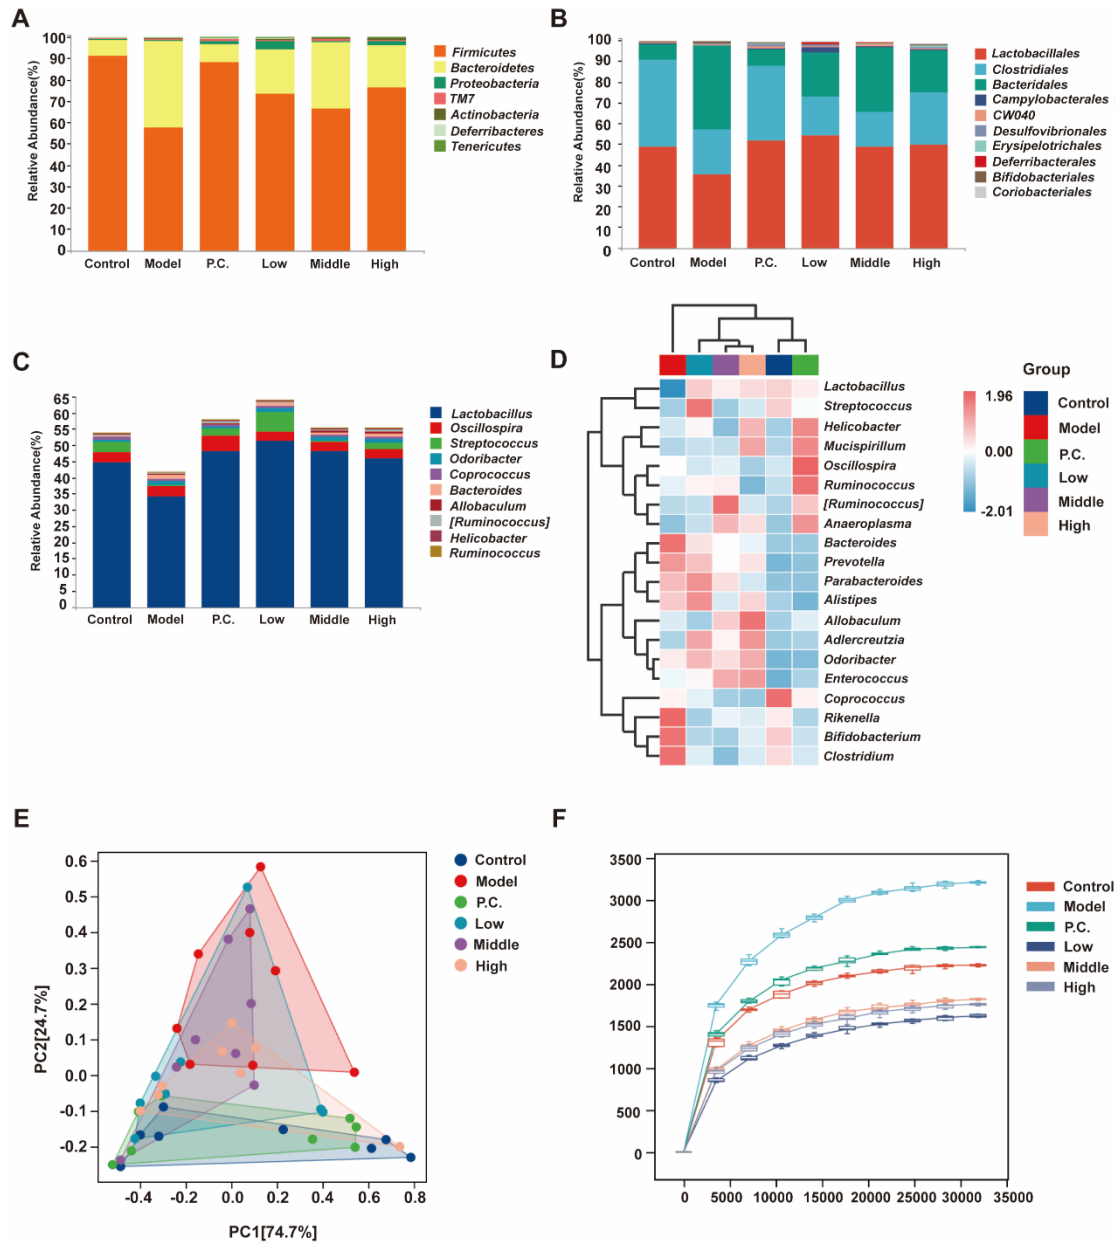 A
Relative Abundance(%)
100
90
80
70
60
50
40
30
20
10
0
Control Model P.C. Low Middle High
Firmicutes
Bacteroidetes
Proteobacteria
TM7
Actinobacteria
Deferribacteres
Tenericutes
B
Relative Abundance(%)
100
90
80
70
60
50
40
30
20
10
0
Control Model P.C. Low Middle High
Lactobacillales
Clostridiales
Bacteridales
Campylobacterales
CW040
Desulfovibrionales
Erysipelotrichales
Deferribacterales
Bifidobacteriales
Coriobacteriales
C
Relative Abundance(%)
65
60
55
50
45
40
35
30
25
20
15
10
5
0
Control Model P.C. Low Middle High
Lactobacillus
Oscillospira
Streptococcus
Odoribacter
Coprococcus
Bacteroides
Allobaculum
[Ruminococcus]
Helicobacter
Ruminococcus
D
Lactobacillus
Streptococcus
Helicobacter
Mucispirillum
Oscillospira
Ruminococcus
[Ruminococcus]
Anaeroplasma
Bacteroides
Prevotella
Parabacteroides
Alistipes
Allobaculum
Adlercreutzia
Odoribacter
Enterococcus
Coprococcus
Rikenella
Bifidobacterium
Clostridium
1.96
0.00
-2.01
Group
Control
Model
P.C.
Low
Middle
High
E
PC2[24.7%]
0.6
0.5
0.4
0.3
0.2
0.1
0.0
-0.1
-0.2
-0.4 -0.2 0.0 0.2 0.4 0.6 0.8
PC1[74.7%]
Control
Model
P.C.
Low
Middle
High
F
3500
3000
2500
2000
1500
1000
500
0
0 5000 10000 15000 20000 25000 30000 35000
Control
Model
P.C.
Low
Middle
High